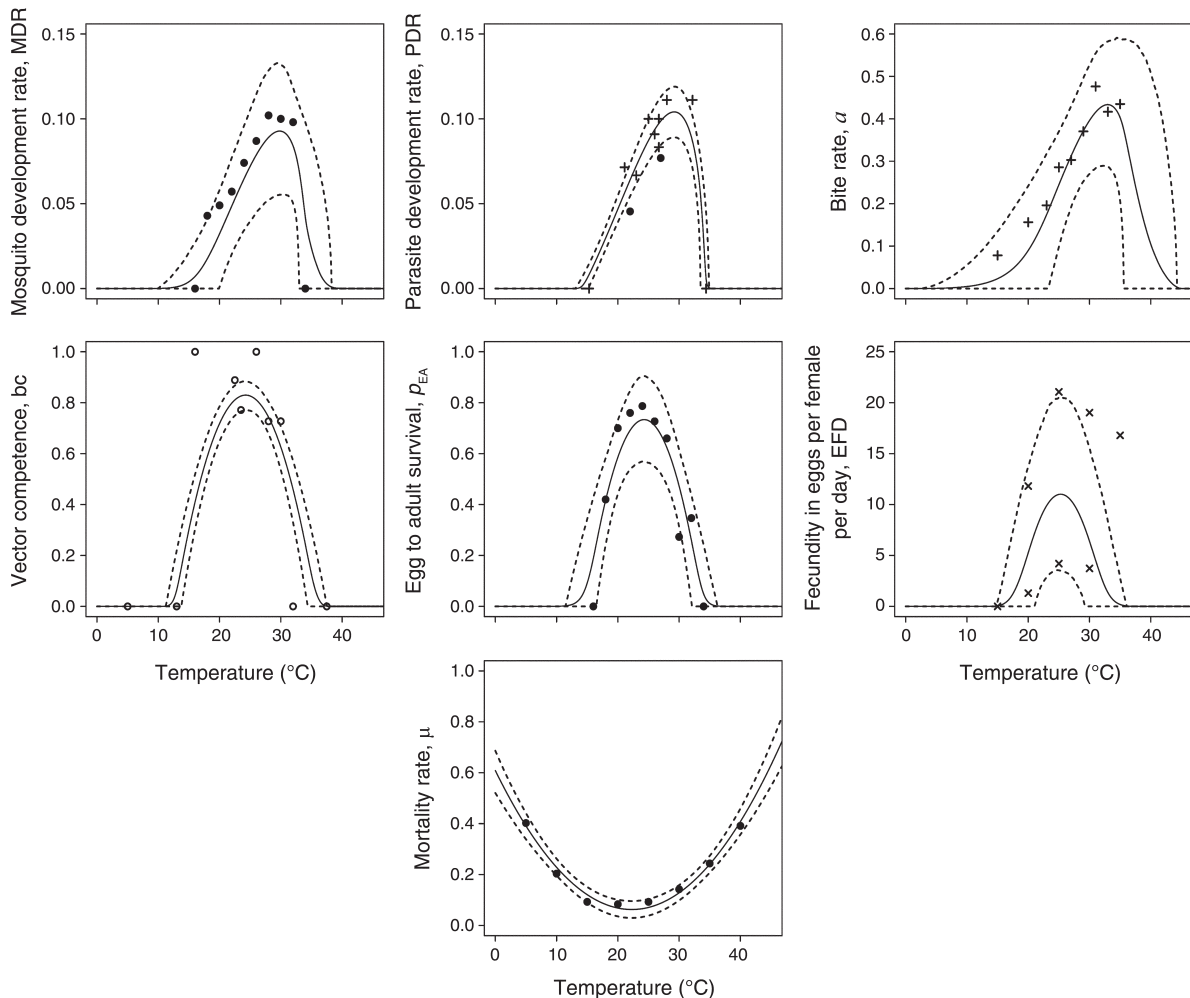 Mosquito development rate, MDR
0.15
0.10
0.05
0.00
Parasite development rate, PDR
0.15
0.10
0.05
0.00
Bite rate, a
0.6
0.5
0.4
0.3
0.2
0.1
0.0
Vector competence, bc
1.0
0.8
0.6
0.4
0.2
0.0
0 10 20 30 40
Temperature (°C)
Egg to adult survival, pEA
1.0
0.8
0.6
0.4
0.2
0.0
Fecundity in eggs per female
per day, EFD
25
20
15
10
5
0
0 10 20 30 40
Temperature (°C)
Mortality rate, μ
1.0
0.8
0.6
0.4
0.2
0.0
0 10 20 30 40
Temperature (°C)